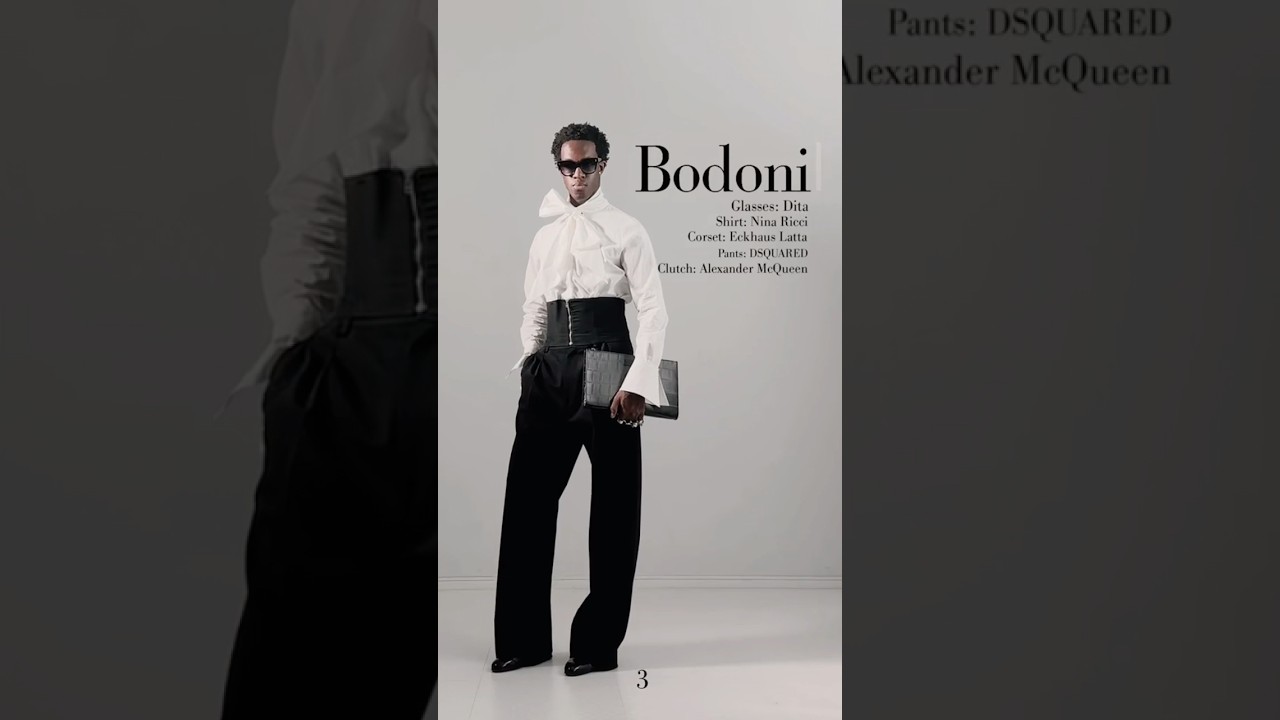 Pants: DSQUARED
Alexander McQueen
Bodoni
Glasses: Dita
Shirt: Nina Ricci
Corset: Eckhaus Latta
Pants: DSQUARED
Clutch: Alexander McQueen
3